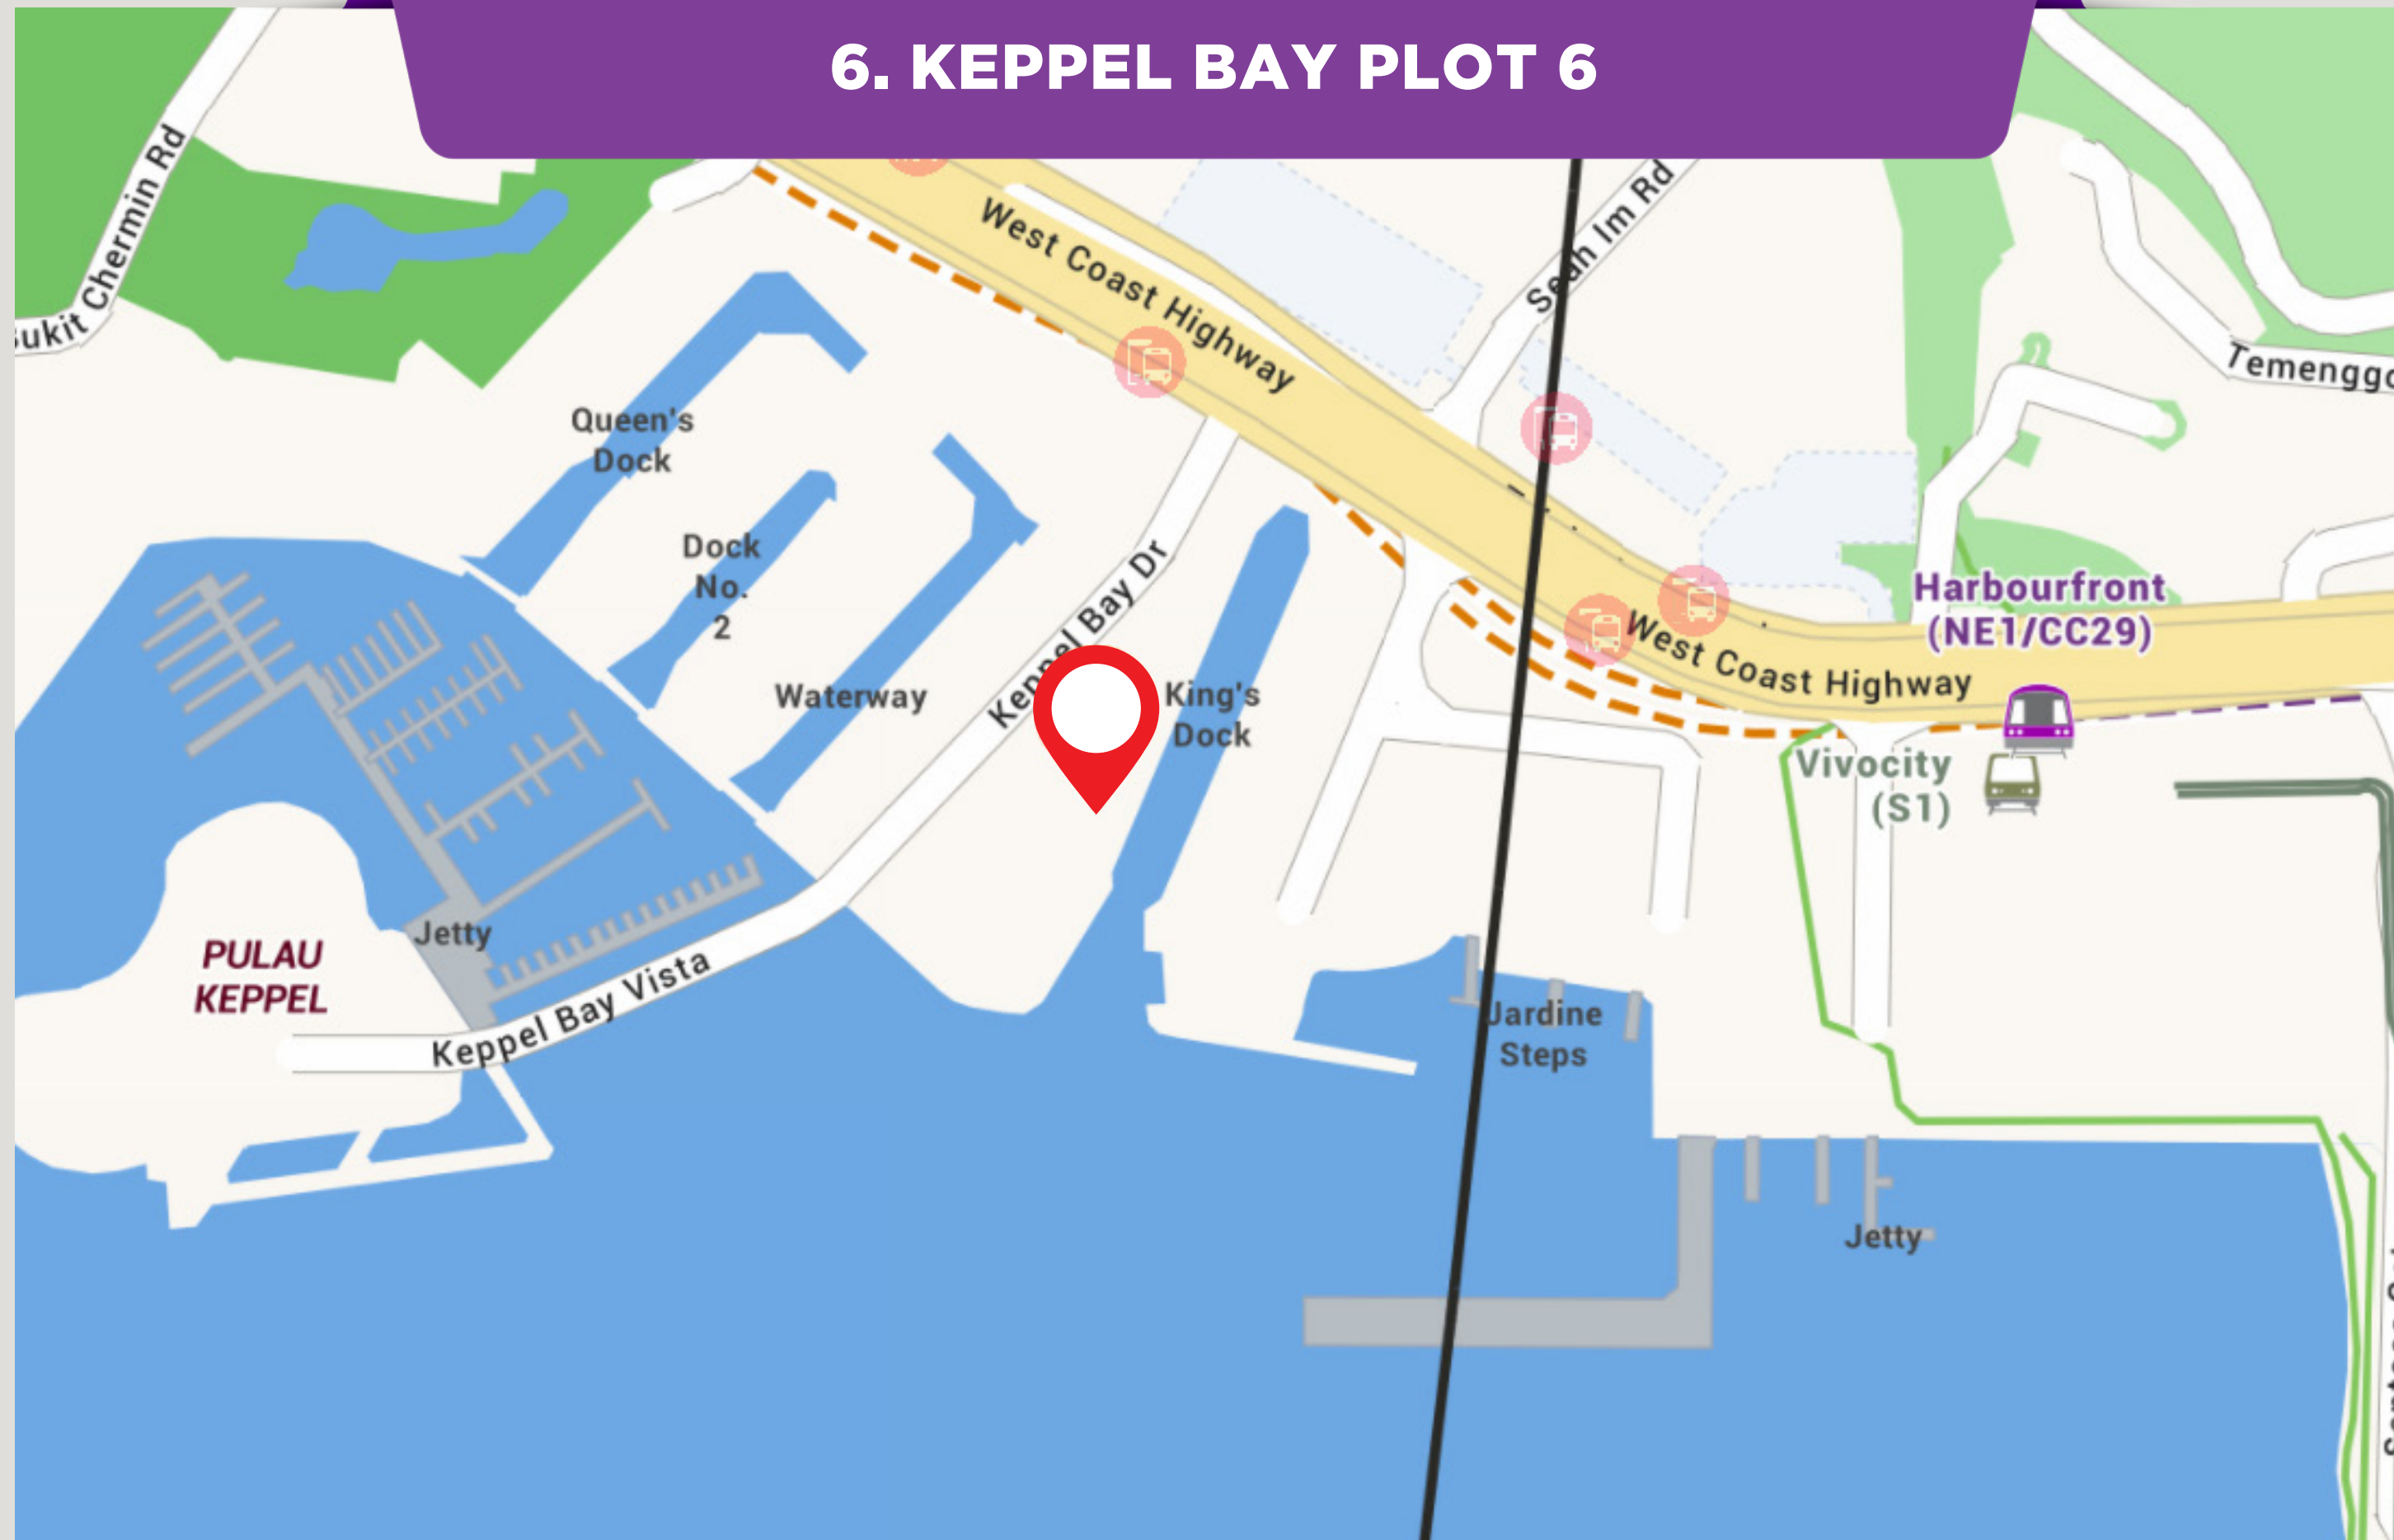 6. KEPPEL BAY PLOT 6
Bukit Chermin Rd
West Coast Highway
Seah Im Rd
Queen's
Dock
Dock
No.
2
Waterway
Keppel Bay Dr
King's
Dock
West Coast Highway
Harbourfront
(NE1/CC29)
Vivocity
(S1)
Jetty
PULAU
KEPPEL
Keppel Bay Vista
Jardine
Steps
Jetty